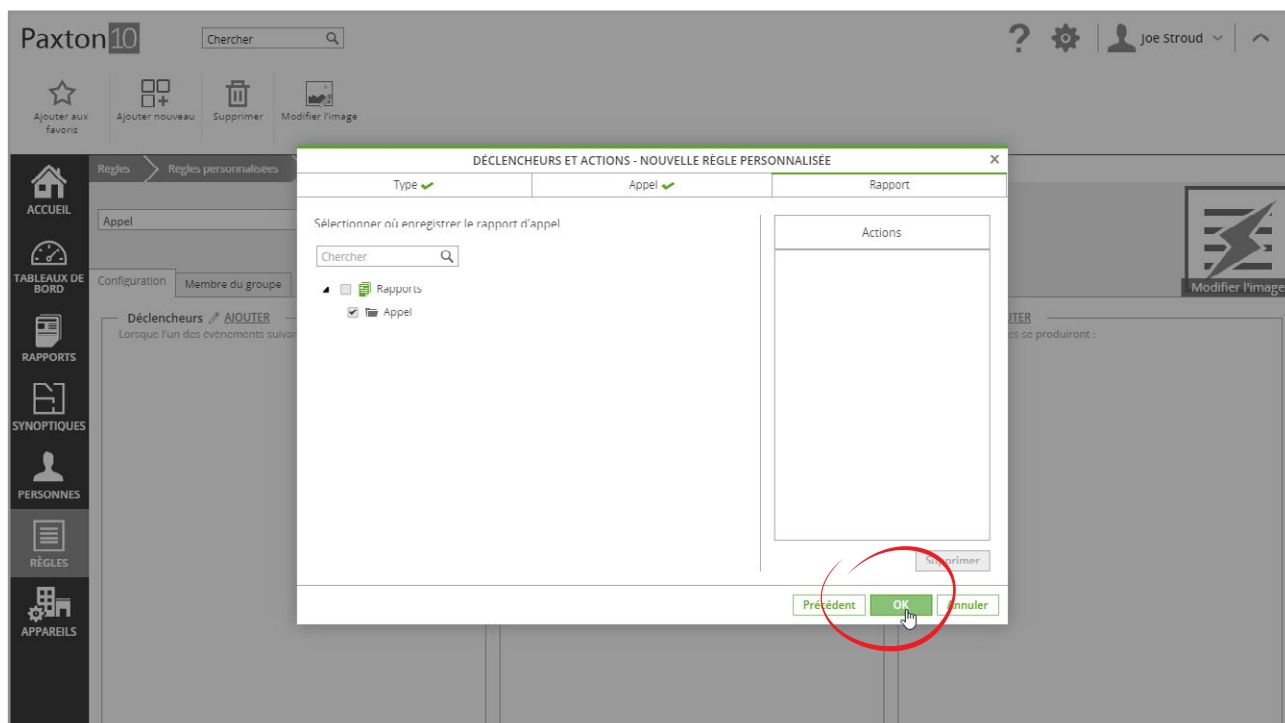 Paxton 10
Chercher
Joe Stroud
Ajouter aux
favoris
Ajouter nouveau
Supprimer
Modifier l'image
ACCUEIL
TABLEAUX DE
BORD
RAPPORTS
SYNOPTIQUES
PERSONNES
RÈGLES
APPAREILS
Règles
Règles personnalisées
Appel
Modifier l'image
Configuration
Membre du groupe
Déclencheurs AJOUTER
Lorsque l'un des événements suivan
es se produiront :
DÉCLENCHEURS ET ACTIONS - NOUVELLE RÈGLE PERSONNALISÉE
Type
Appel
Rapport
Sélectionner où enregistrer le rapport d'appel
Chercher
Rapports
Appel
Actions
Supprimer
Précédent
OK
Annuler